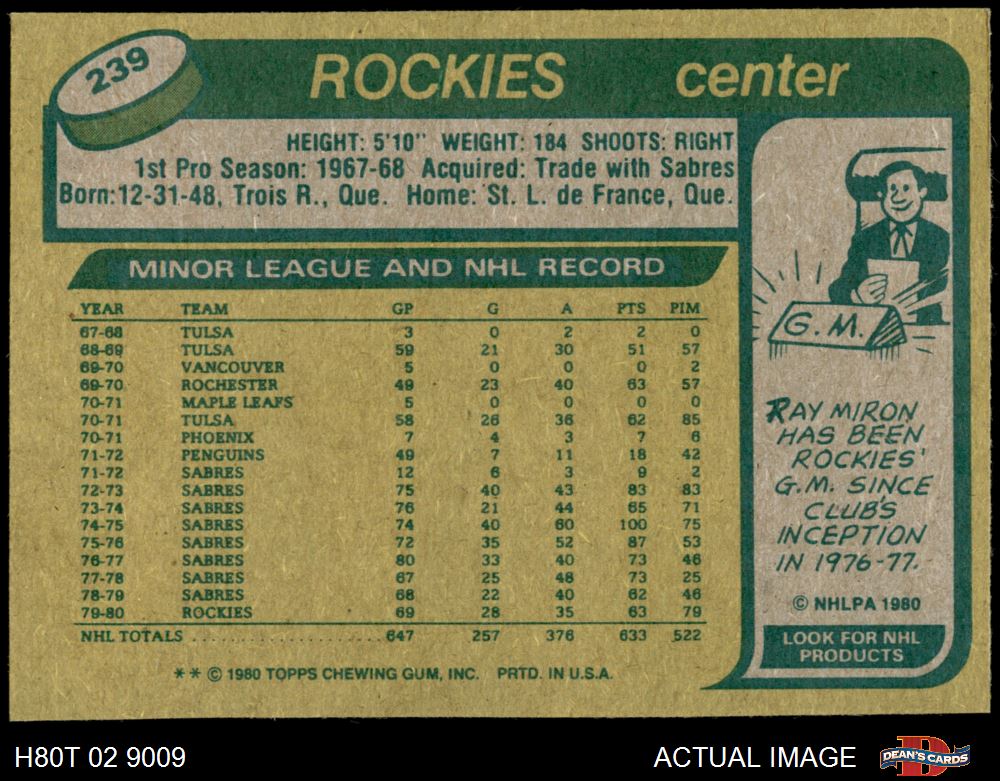 239
ROCKIES center
HEIGHT: 5'10" WEIGHT: 184 SHOOTS: RIGHT
1st Pro Season: 1967-68 Acquired: Trade with Sabres
Born:12-31-48, Trois R., Que. Home: St. L. de France, Que.
MINOR LEAGUE AND NHL RECORD
YEAR TEAM GP G A PTS PIM
67-68 TULSA 3 0 2 2 0
68-69 TULSA 59 21 30 51 57
69-70 VANCOUVER 5 0 0 0 2
69-70 ROCHESTER 49 23 40 63 57
70-71 MAPLE LEAFS 5 0 0 0 0
70-71 TULSA 58 26 36 62 85
70-71 PHOENIX 7 4 3 7 6
71-72 PENGUINS 49 7 11 18 42
71-72 SABRES 12 6 3 9 2
72-73 SABRES 75 40 43 83 83
73-74 SABRES 76 21 44 65 71
74-75 SABRES 74 40 60 100 75
75-76 SABRES 72 35 52 87 53
76-77 SABRES 80 33 40 73 46
77-78 SABRES 67 25 48 73 25
78-79 SABRES 68 22 40 62 46
79-80 ROCKIES 69 28 35 63 79
NHL TOTALS ...................... 647 257 376 633 522
** © 1980 TOPPS CHEWING GUM, INC. PRTD. IN U.S.A.
G.M.
RAY MIRON
HAS BEEN
ROCKIES'
G.M. SINCE
CLUB'S
INCEPTION
IN 1976-77.
© NHLPA 1980
LOOK FOR NHL
PRODUCTS
H80T 02 9009
ACTUAL IMAGE
DEAN'S CARDS